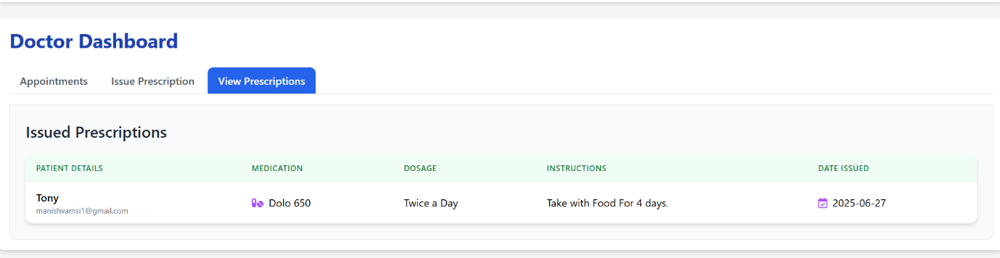 Doctor Dashboard
Appointments Issue Prescription View Prescriptions
Issued Prescriptions
PATIENT DETAILS MEDICATION DOSAGE INSTRUCTIONS DATE ISSUED
Tony
manishvamsi1@gmail.com
Dolo 650 Twice a Day Take with Food For 4 days. 2025-06-27